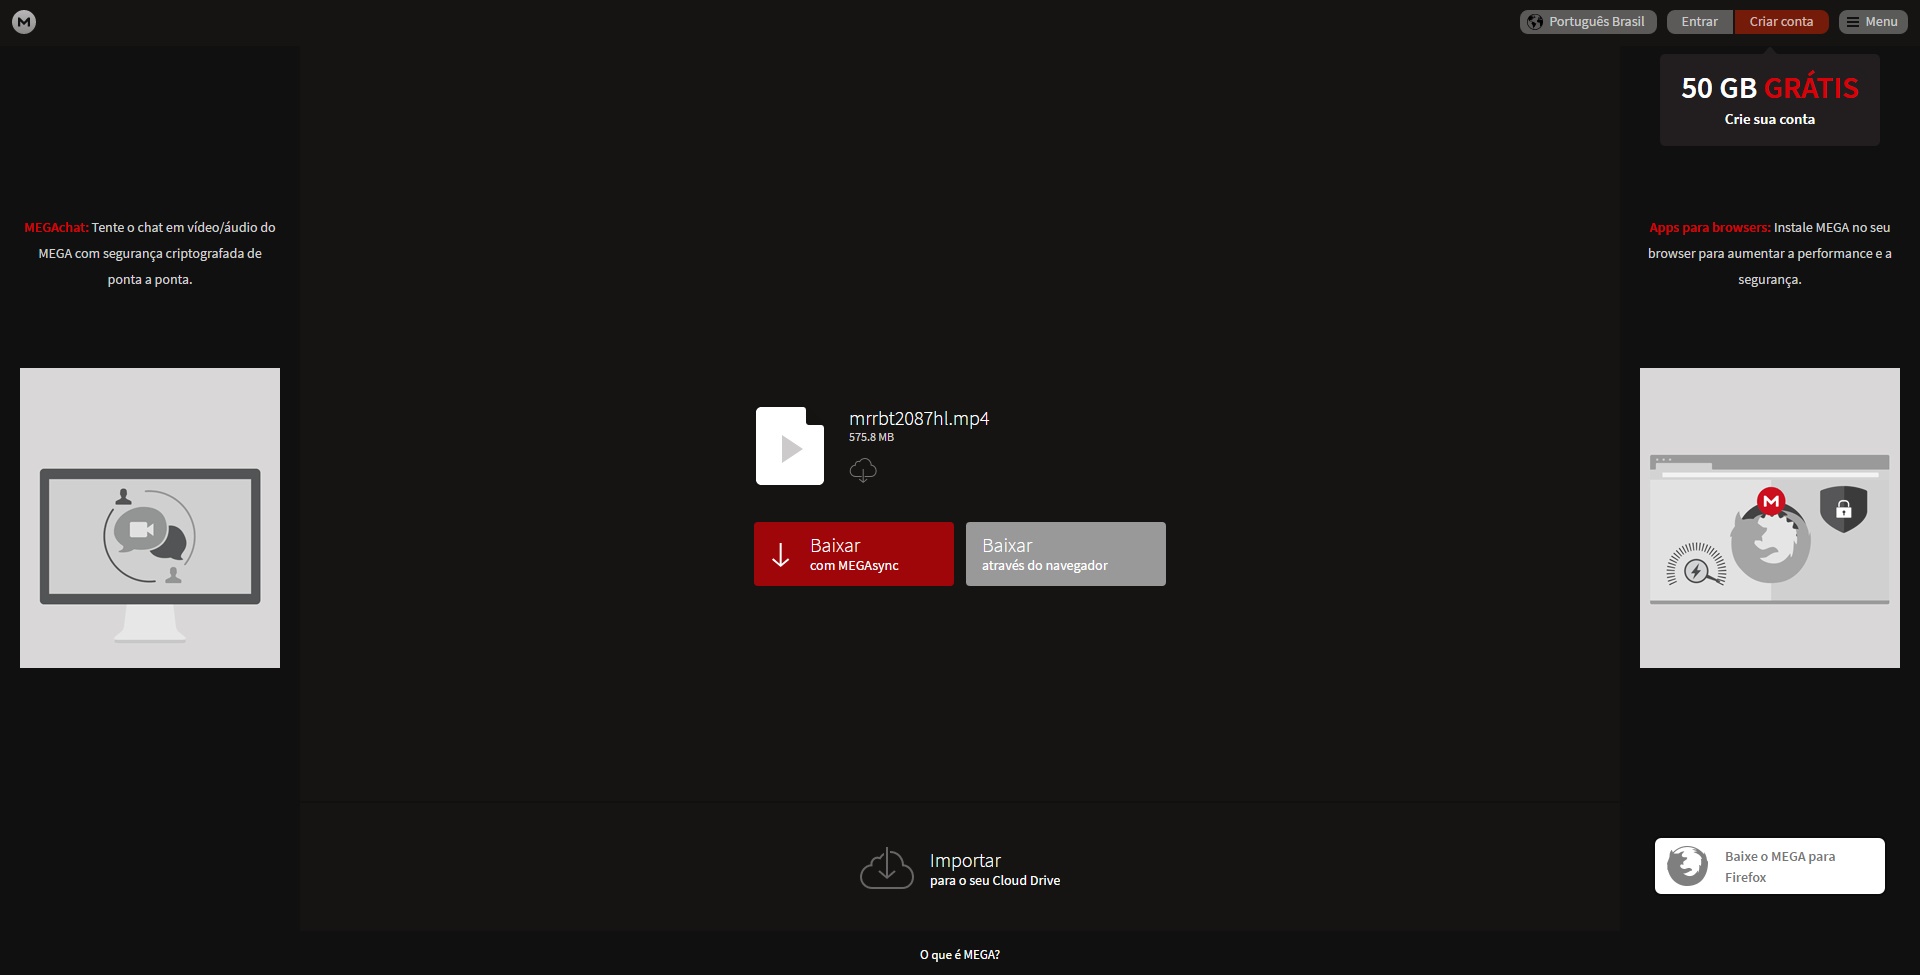 Português Brasil
Entrar
Criar conta
Menu
50 GB GRÁTIS
Crie sua conta
MEGAchat: Tente o chat em vídeo/áudio do
MEGA com segurança criptografada de
ponta a ponta.
Apps para browsers: Instale MEGA no seu
browser para aumentar a performance e a
segurança.
mrrbt2087hl.mp4
575.8 MB
Baixar
com MEGAsync
Baixar
através do navegador
Importar
para o seu Cloud Drive
Baixe o MEGA para
Firefox
O que é MEGA?